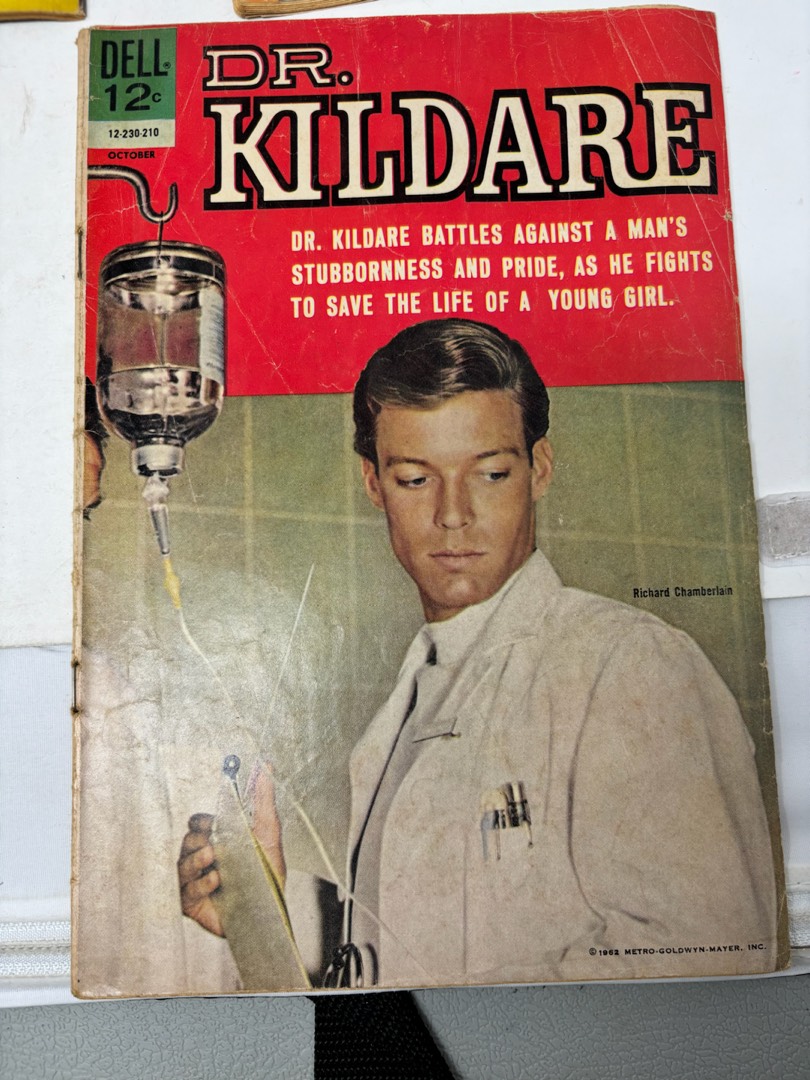 DELL®
12c
12-230-210
OCTOBER
DR.
KILDARE
DR. KILDARE BATTLES AGAINST A MAN'S
STUBBORNNESS AND PRIDE, AS HE FIGHTS
TO SAVE THE LIFE OF A YOUNG GIRL.
Richard Chamberlain
© 1962 METRO-GOLDWYN-MAYER, INC.